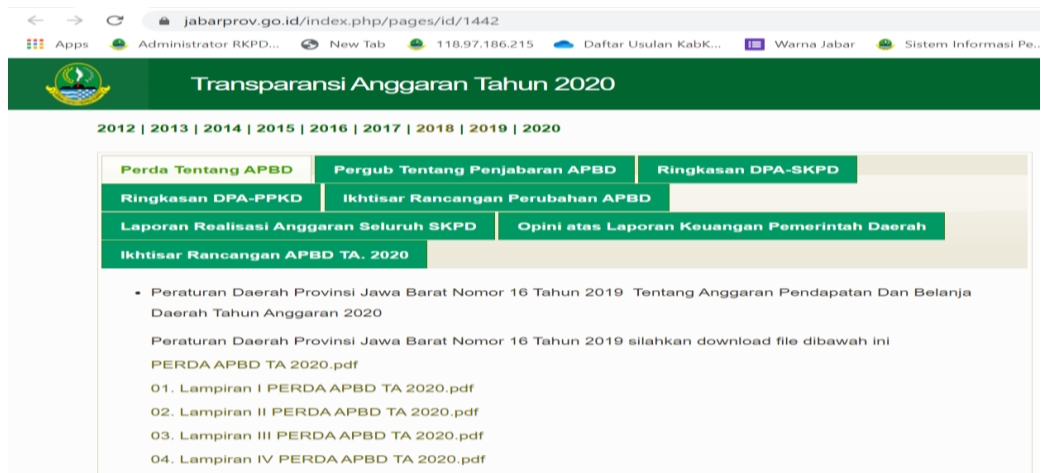 jabarprov.go.id/index.php/pages/id/1442
Apps Administrator RKPD... New Tab 118.97.186.215 Daftar Usulan KabK... Warna Jabar Sistem Informasi Pe...
Transparansi Anggaran Tahun 2020
2012 | 2013 | 2014 | 2015 | 2016 | 2017 | 2018 | 2019 | 2020
Perda Tentang APBD Pergub Tentang Penjabaran APBD Ringkasan DPA-SKPD
Ringkasan DPA-PPKD Ikhtisar Rancangan Perubahan APBD
Laporan Realisasi Anggaran Seluruh SKPD Opini atas Laporan Keuangan Pemerintah Daerah
Ikhtisar Rancangan APBD TA. 2020
• Peraturan Daerah Provinsi Jawa Barat Nomor 16 Tahun 2019 Tentang Anggaran Pendapatan Dan Belanja
Daerah Tahun Anggaran 2020
Peraturan Daerah Provinsi Jawa Barat Nomor 16 Tahun 2019 silahkan download file dibawah ini
PERDA APBD TA 2020.pdf
01. Lampiran I PERDA APBD TA 2020.pdf
02. Lampiran II PERDA APBD TA 2020.pdf
03. Lampiran III PERDA APBD TA 2020.pdf
04. Lampiran IV PERDA APBD TA 2020.pdf